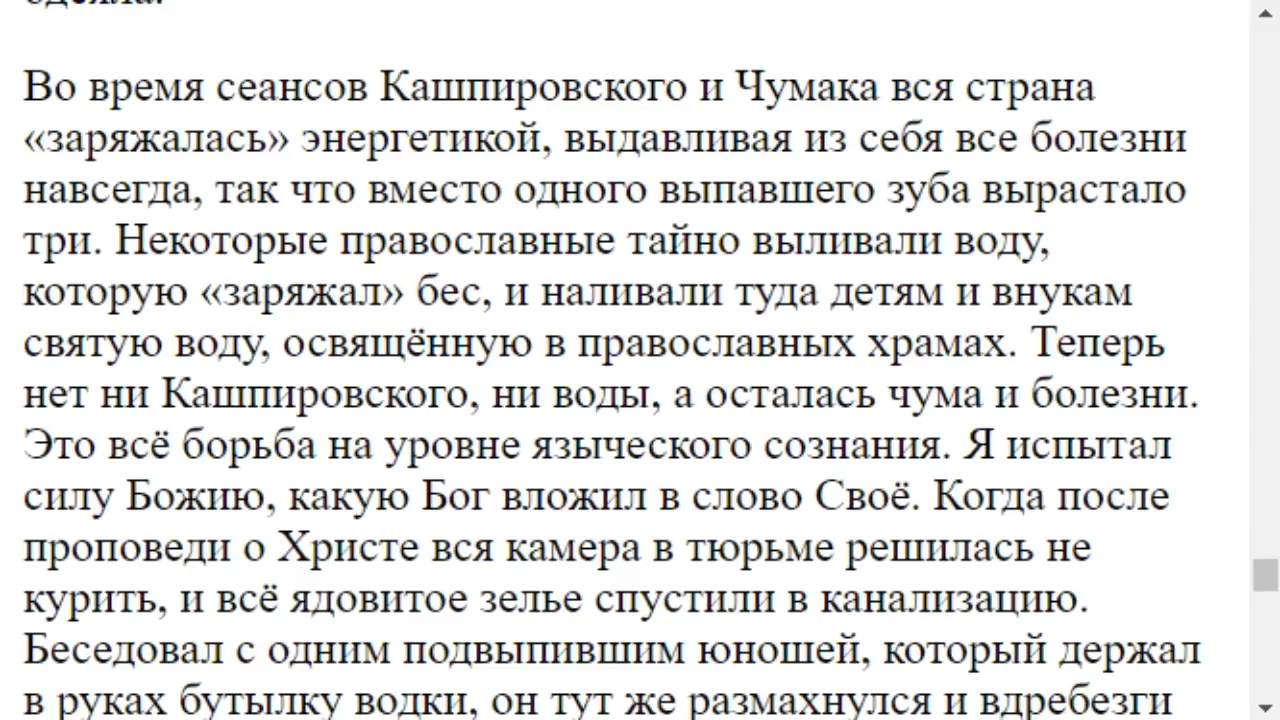 Во время сеансов Кашпировского и Чумака вся страна
«заряжалась» энергетикой, выдавливая из себя все болезни
навсегда, так что вместо одного выпавшего зуба вырастало
три. Некоторые православные тайно выливали воду,
которую «заряжал» бес, и наливали туда детям и внукам
святую воду, освящённую в православных храмах. Теперь
нет ни Кашпировского, ни воды, а осталась чума и болезни.
Это всё борьба на уровне языческого сознания. Я испытал
силу Божию, какую Бог вложил в слово Своё. Когда после
проповеди о Христе вся камера в тюрьме решилась не
курить, и всё ядовитое зелье спустили в канализацию.
Беседовал с одним подвыпившим юношей, который держал
в руках бутылку водки, он тут же размахнулся и вдребезги